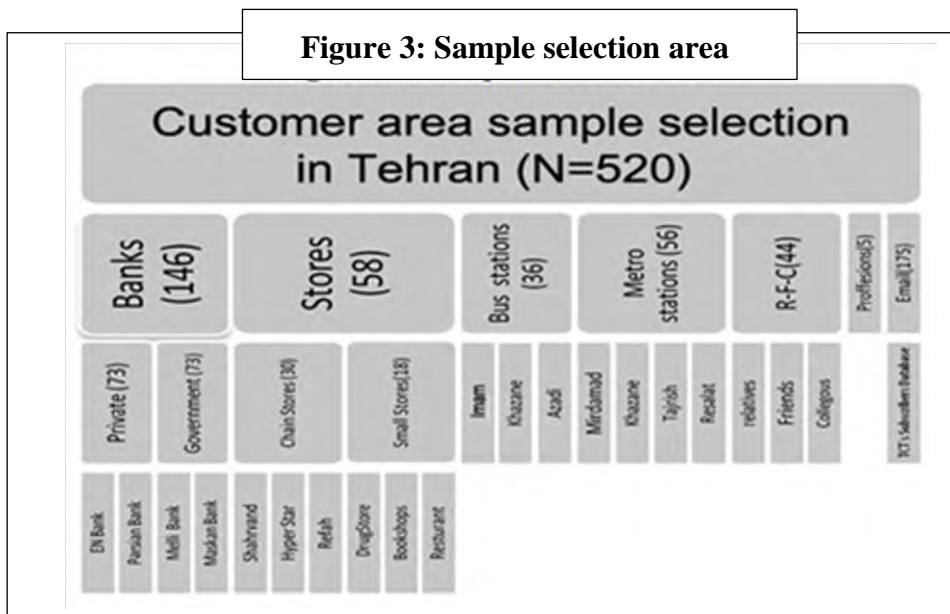 Figure 3: Sample selection area
Customer area sample selection
in Tehran (N=520)
Banks
(146)
Stores
(58)
Bus stations
(36)
Metro
stations (56)
R-F-C(44)
Proffesions(5)
Email(175)
Private (73)
Government (73)
Chain Stores(30)
Small Stores(18)
Imam
Khazane
Azadi
Mirdamad
Khazane
Tajrish
Resalat
relatives
Friends
TCT's Subscribers Database
EN Bank
Parsian Bank
Melli Bank
Maskan Bank
Shahrvand
Hyper Star
Refah
DrugStore
Bookshops
Resturant